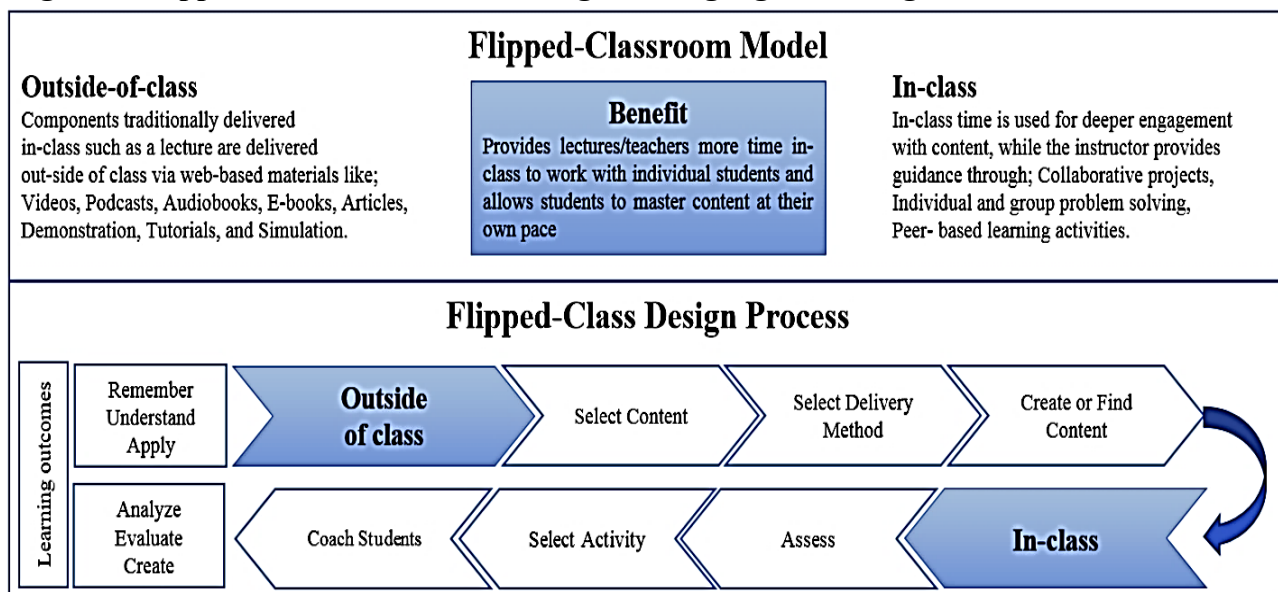 Flipped-Classroom Model
Outside-of-class
Components traditionally delivered
in-class such as a lecture are delivered
out-side of class via web-based materials like;
Videos, Podcasts, Audiobooks, E-books, Articles,
Demonstration, Tutorials, and Simulation.
Benefit
Provides lectures/teachers more time in-
class to work with individual students and
allows students to master content at their
own pace
In-class
In-class time is used for deeper engagement
with content, while the instructor provides
guidance through; Collaborative projects,
Individual and group problem solving,
Peer- based learning activities.
Flipped-Class Design Process
Learning outcomes
Remember
Understand
Apply
Outside
of class
Select Content
Select Delivery
Method
Create or Find
Content
In-class
Assess
Select Activity
Coach Students
Analyze
Evaluate
Create